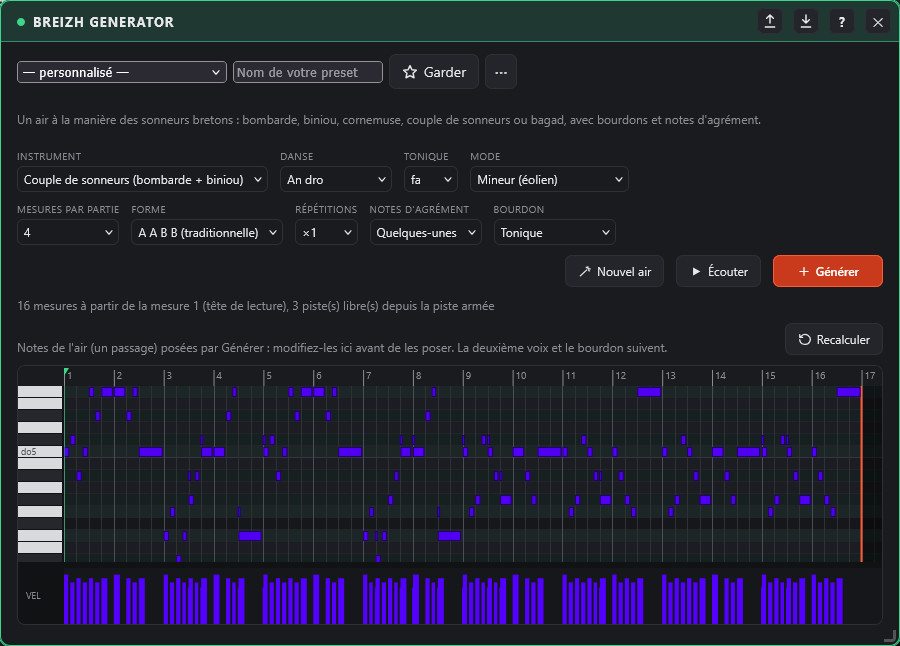 BREIZH GENERATOR ?
— personnalisé — Nom de votre preset Garder ...
Un air à la manière des sonneurs bretons : bombarde, biniou, cornemuse, couple de sonneurs ou bagad, avec bourdons et notes d'agrément.
INSTRUMENT DANSE TONIQUE MODE
Couple de sonneurs (bombarde + biniou) An dro fa Mineur (éolien)
MESURES PAR PARTIE FORME RÉPÉTITIONS NOTES D'AGRÉMENT BOURDON
4 A A B B (traditionnelle) ×1 Quelques-unes Tonique
Nouvel air Écouter + Générer
16 mesures à partir de la mesure 1 (tête de lecture), 3 piste(s) libre(s) depuis la piste armée
Notes de l'air (un passage) posées par Générer : modifiez-les ici avant de les poser. La deuxième voix et le bourdon suivent. Recalculer
1 2 3 4 5 6 7 8 9 10 11 12 13 14 15 16 17
do5
VEL